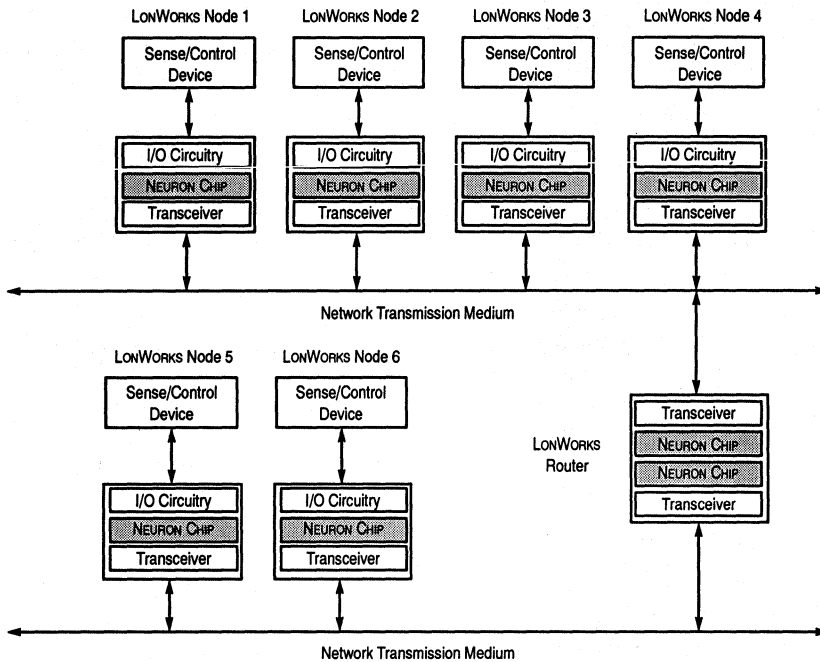 LONWORKS Node 1 LONWORKS Node 2 LONWORKS Node 3 LONWORKS Node 4
Sense/Control Device
Sense/Control Device
Sense/Control Device
Sense/Control Device
I/O Circuitry I/O Circuitry I/O Circuitry I/O Circuitry
NEURON CHIP NEURON CHIP NEURON CHIP NEURON CHIP
Transceiver Transceiver Transceiver Transceiver
Network Transmission Medium
LONWORKS Node 5 LONWORKS Node 6
Sense/Control Device
Sense/Control Device
LONWORKS
Router
Transceiver
NEURON CHIP
NEURON CHIP
Transceiver
I/O Circuitry I/O Circuitry
NEURON CHIP NEURON CHIP
Transceiver Transceiver
Network Transmission Medium